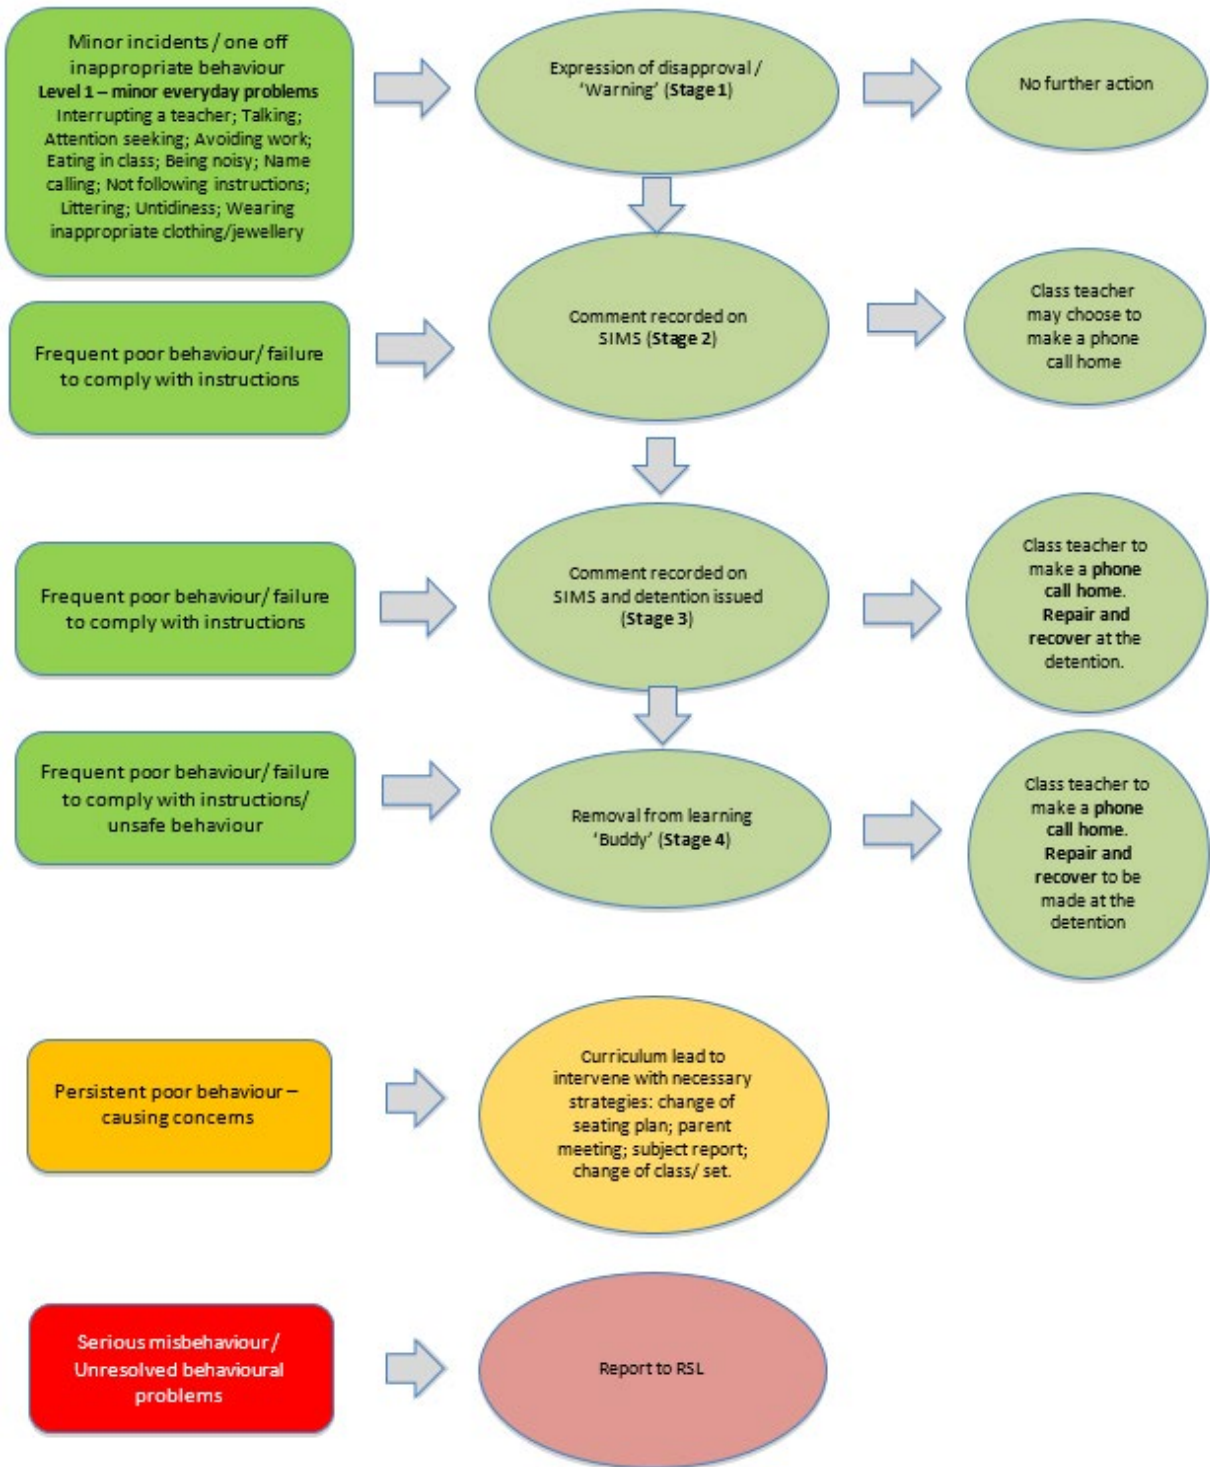 Minor incidents / one off
inappropriate behaviour
Level 1 – minor everyday problems
Interrupting a teacher; Talking;
Attention seeking; Avoiding work;
Eating in class; Being noisy; Name
calling; Not following instructions;
Littering; Untidiness; Wearing
inappropriate clothing/jewellery
Expression of disapproval /
‘Warning’ (Stage 1)
No further action
Frequent poor behaviour/ failure
to comply with instructions
Comment recorded on
SIMS (Stage 2)
Class teacher
may choose to
make a phone
call home
Frequent poor behaviour/ failure
to comply with instructions
Comment recorded on
SIMS and detention issued
(Stage 3)
Class teacher to
make a phone
call home.
Repair and
recover at the
detention.
Frequent poor behaviour/ failure
to comply with instructions/
unsafe behaviour
Removal from learning
‘Buddy’ (Stage 4)
Class teacher to
make a phone
call home.
Repair and
recover to be
made at the
detention
Persistent poor behaviour –
causing concerns
Curriculum lead to
intervene with necessary
strategies: change of
seating plan; parent
meeting; subject report;
change of class/ set.
Serious misbehaviour /
Unresolved behavioural
problems
Report to RSL